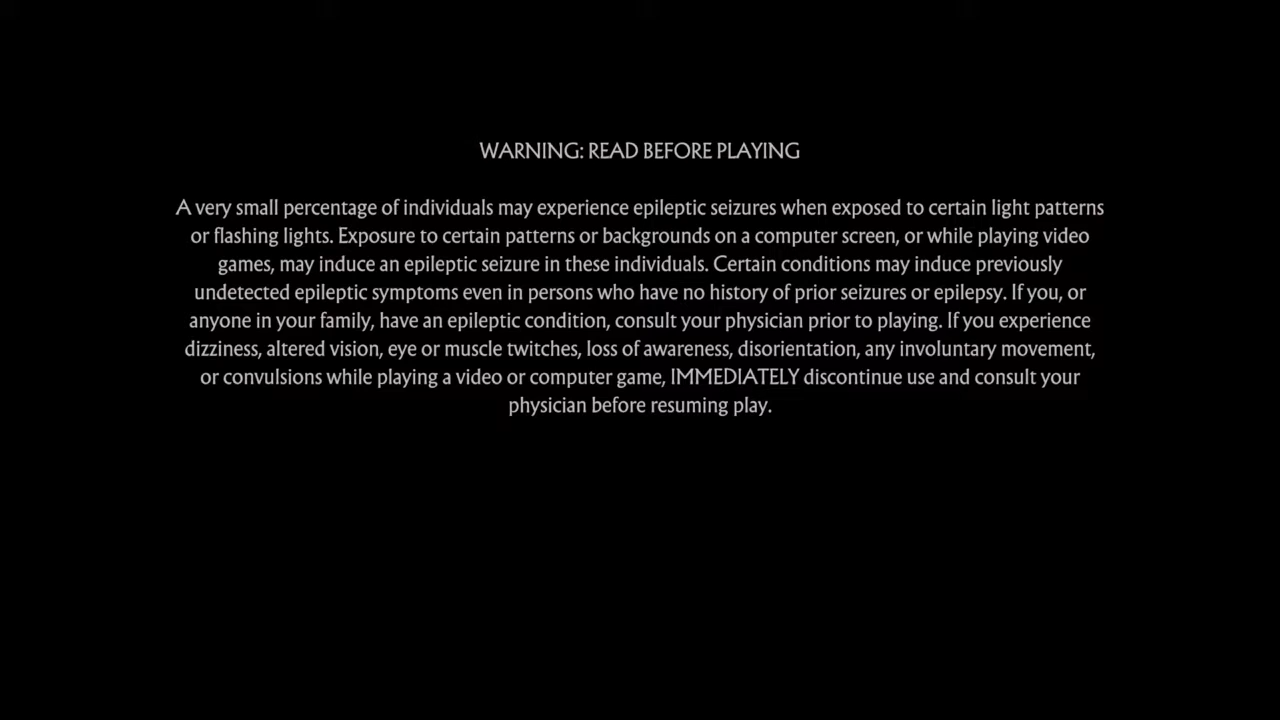 WARNING: READ BEFORE PLAYING
A very small percentage of individuals may experience epileptic seizures when exposed to certain light patterns
or flashing lights. Exposure to certain patterns or backgrounds on a computer screen, or while playing video
games, may induce an epileptic seizure in these individuals. Certain conditions may induce previously
undetected epileptic symptoms even in persons who have no history of prior seizures or epilepsy. If you, or
anyone in your family, have an epileptic condition, consult your physician prior to playing. If you experience
dizziness, altered vision, eye or muscle twitches, loss of awareness, disorientation, any involuntary movement,
or convulsions while playing a video or computer game, IMMEDIATELY discontinue use and consult your
physician before resuming play.